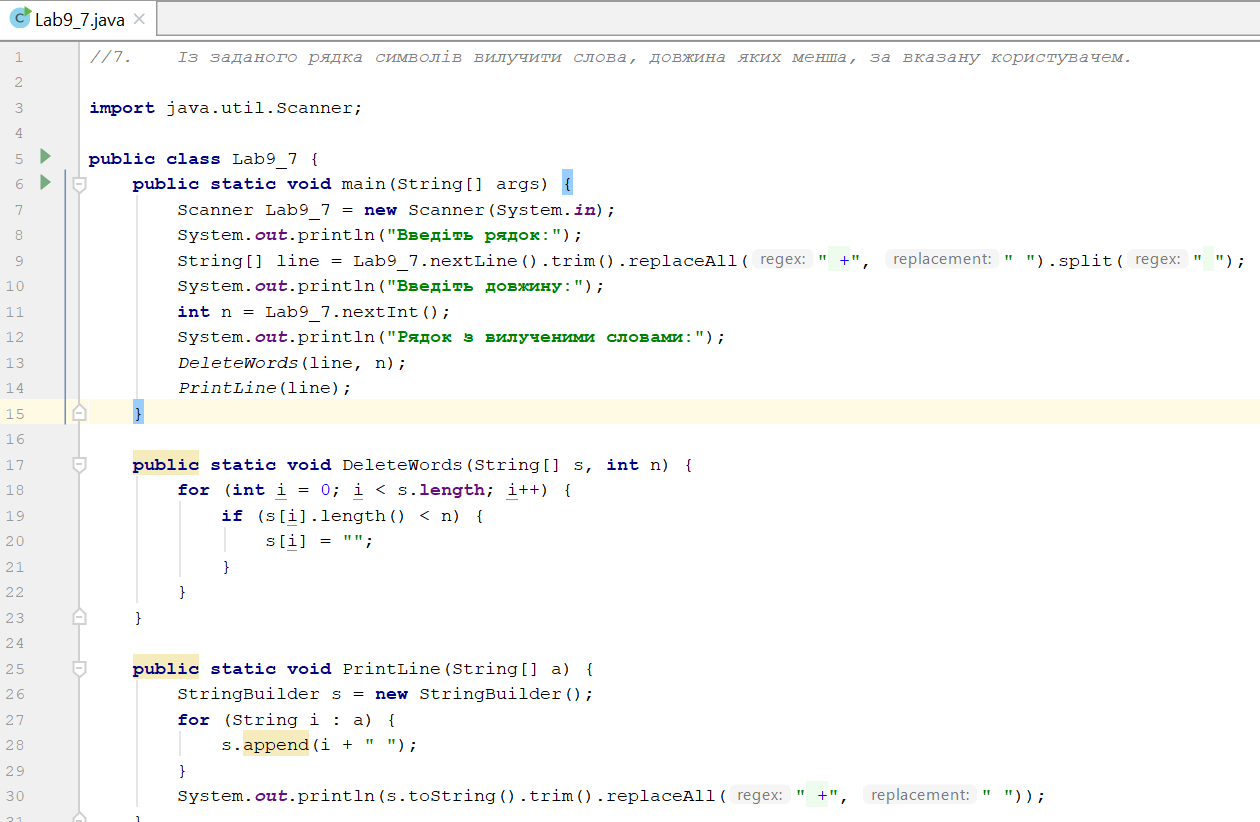 Lab9_7.java
1 //7. Із заданого рядка символів вилучити слова, довжина яких менша, за вказану користувачем.
2
3 import java.util.Scanner;
4
5 public class Lab9_7 {
6 public static void main(String[] args) {
7 Scanner Lab9_7 = new Scanner(System.in);
8 System.out.println("Введіть рядок:");
9 String[] line = Lab9_7.nextLine().trim().replaceAll( regex: " +", replacement: " ").split( regex: " ");
10 System.out.println("Введіть довжину:");
11 int n = Lab9_7.nextInt();
12 System.out.println("Рядок з вилученими словами:");
13 DeleteWords(line, n);
14 PrintLine(line);
15 }
16
17 public static void DeleteWords(String[] s, int n) {
18 for (int i = 0; i < s.length; i++) {
19 if (s[i].length() < n) {
20 s[i] = "";
21 }
22 }
23 }
24
25 public static void PrintLine(String[] a) {
26 StringBuilder s = new StringBuilder();
27 for (String i : a) {
28 s.append(i + " ");
29 }
30 System.out.println(s.toString().trim().replaceAll( regex: " +", replacement: " "));
31 }